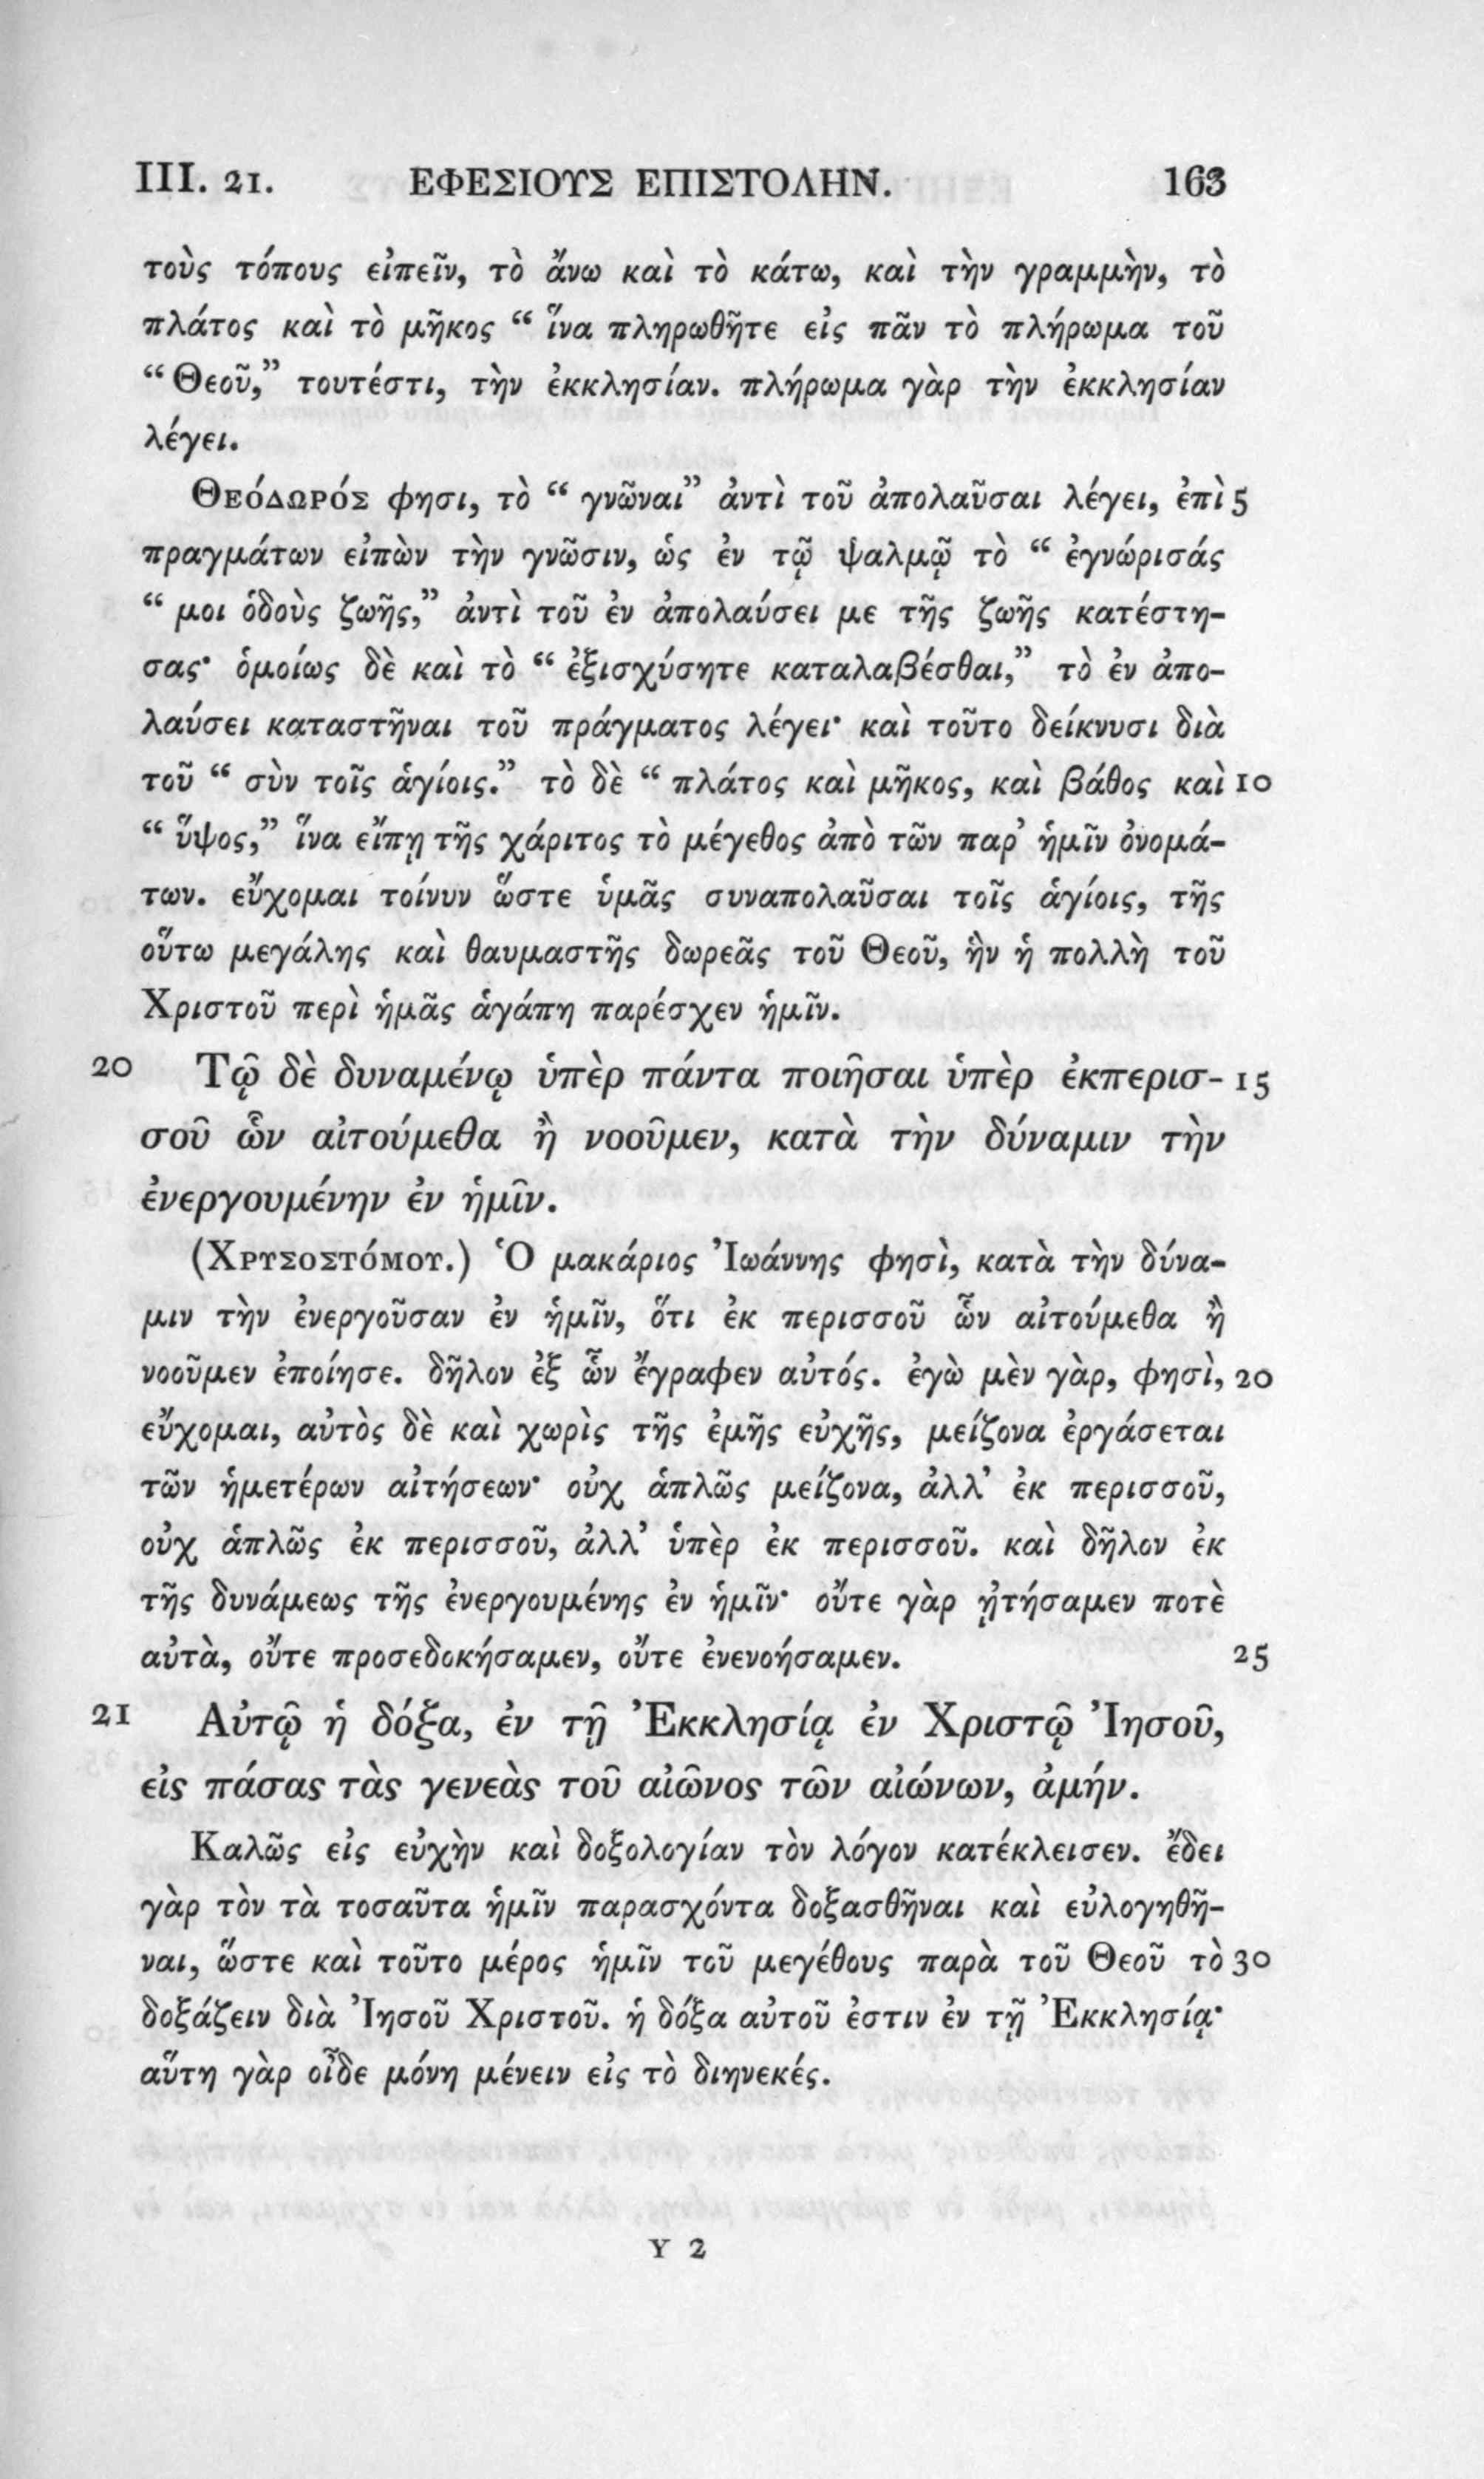 III. 21. ΕΦΕΣΙΟΥΣ ΕΠΙΣΤΟΛΗΝ. 163
τοὺς τόπους εἰπεῖν, τὸ ἄνω καὶ τὸ κάτω, καὶ τὴν γραμμὴν, τὸ
πλάτος καὶ τὸ μῆκος “ ἵνα πληρωθῆτε εἰς πᾶν τὸ πλήρωμα τοῦ
“ Θεοῦ,” τουτέστι, τὴν ἐκκλησίαν. πλήρωμα γὰρ τὴν ἐκκλησίαν
λέγει.
Θεόδωρός φησι, τὸ “ γνῶναι” ἀντὶ τοῦ ἀπολαῦσαι λέγει, ἐπὶ 5
πραγμάτων εἰπὼν τὴν γνῶσιν, ὡς ἐν τῷ ψαλμῷ τὸ “ ἐγνώρισάς
“ μοι ὁδοὺς ζωῆς,” ἀντὶ τοῦ ἐν ἀπολαύσει με τῆς ζωῆς κατέστη-
σας· ὁμοίως δὲ καὶ τὸ “ ἐξισχύσητε καταλαβέσθαι,” τὸ ἐν ἀπο-
λαύσει καταστῆναι τοῦ πράγματος λέγει· καὶ τοῦτο δείκνυσι διὰ
τοῦ “ σὺν τοῖς ἁγίοις.” τὸ δὲ “ πλάτος καὶ μῆκος, καὶ βάθος καὶ 10
“ ὕψος,” ἵνα εἴπῃ τῆς χάριτος τὸ μέγεθος ἀπὸ τῶν παρ’ ἡμῖν ὀνομά-
των. εὔχομαι τοίνυν ὥστε ὑμᾶς συναπολαῦσαι τοῖς ἁγίοις, τῆς
οὕτω μεγάλης καὶ θαυμαστῆς δωρεᾶς τοῦ Θεοῦ, ἣν ἡ πολλὴ τοῦ
Χριστοῦ περὶ ἡμᾶς ἀγάπη παρέσχεν ἡμῖν.
20 Τῷ δὲ δυναμένῳ ὑπὲρ πάντα ποιῆσαι ὑπὲρ ἐκπερισ- 15
σοῦ ὧν αἰτούμεθα ἢ νοοῦμεν, κατὰ τὴν δύναμιν τὴν
ἐνεργουμένην ἐν ἡμῖν.
(Χρυσοστόμου.) Ὁ μακάριος Ἰωάννης φησὶ, κατὰ τὴν δύνα-
μιν τὴν ἐνεργοῦσαν ἐν ἡμῖν, ὅτι ἐκ περισσοῦ ὧν αἰτούμεθα ἢ
νοοῦμεν ἐποίησε. δῆλον ἐξ ὧν ἔγραφεν αὐτός. ἐγὼ μὲν γὰρ, φησὶ, 20
εὔχομαι, αὐτὸς δὲ καὶ χωρὶς τῆς ἐμῆς εὐχῆς, μείζονα ἐργάσεται
τῶν ἡμετέρων αἰτήσεων· οὐχ ἁπλῶς μείζονα, ἀλλ’ ἐκ περισσοῦ,
οὐχ ἁπλῶς ἐκ περισσοῦ, ἀλλ’ ὑπὲρ ἐκ περισσοῦ. καὶ δῆλον ἐκ
τῆς δυνάμεως τῆς ἐνεργουμένης ἐν ἡμῖν· οὔτε γὰρ ᾐτήσαμεν ποτὲ
αὐτὰ, οὔτε προσεδοκήσαμεν, οὔτε ἐνενοήσαμεν. 25
21 Αὐτῷ ἡ δόξα, ἐν τῇ Ἐκκλησίᾳ ἐν Χριστῷ Ἰησοῦ,
εἰς πάσας τὰς γενεὰς τοῦ αἰῶνος τῶν αἰώνων, ἀμήν.
Καλῶς εἰς εὐχὴν καὶ δοξολογίαν τὸν λόγον κατέκλεισεν. ἔδει
γὰρ τὸν τὰ τοσαῦτα ἡμῖν παρασχόντα δοξασθῆναι καὶ εὐλογηθῆ-
ναι, ὥστε καὶ τοῦτο μέρος ἡμῖν τοῦ μεγέθους παρὰ τοῦ Θεοῦ τὸ 30
δοξάζειν διὰ Ἰησοῦ Χριστοῦ. ἡ δόξα αὐτοῦ ἐστιν ἐν τῇ Ἐκκλησίᾳ·
αὕτη γὰρ οἶδε μόνη μένειν εἰς τὸ διηνεκές.
Y 2